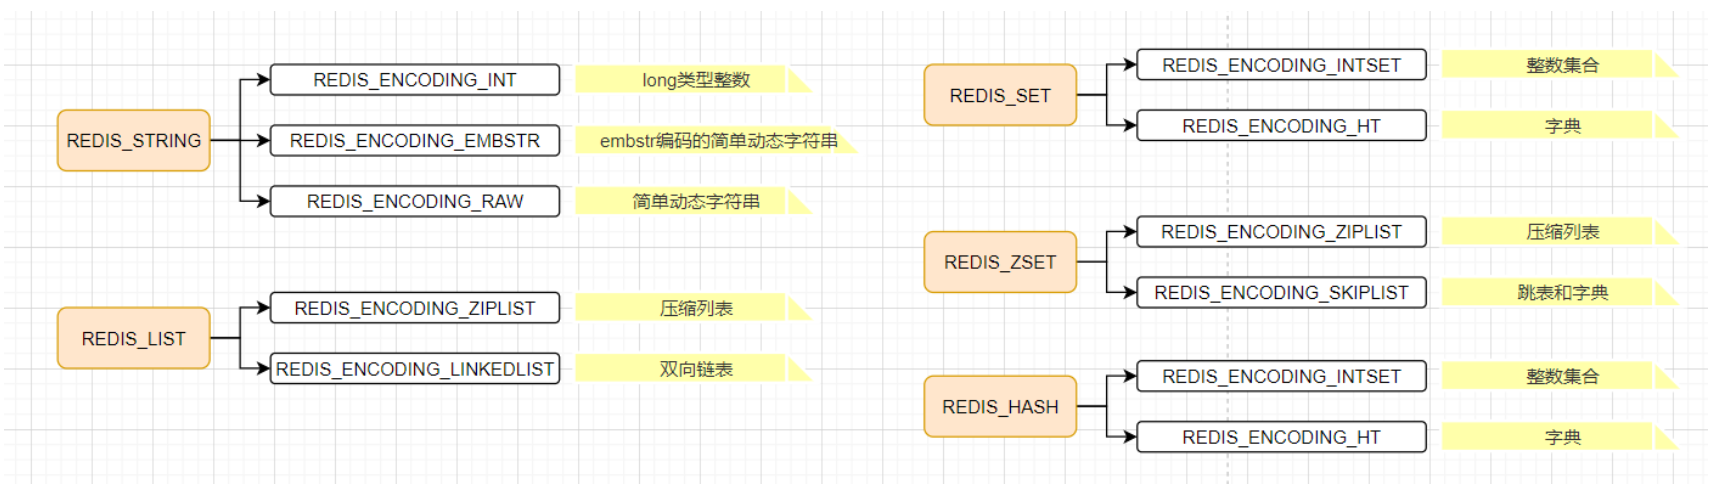 REDIS_STRING
REDIS_ENCODING_INT
long类型整数
REDIS_ENCODING_EMBSTR
embstr编码的简单动态字符串
REDIS_ENCODING_RAW
简单动态字符串
REDIS_LIST
REDIS_ENCODING_ZIPLIST
压缩列表
REDIS_ENCODING_LINKEDLIST
双向链表
REDIS_SET
REDIS_ENCODING_INTSET
整数集合
REDIS_ENCODING_HT
字典
REDIS_ZSET
REDIS_ENCODING_ZIPLIST
压缩列表
REDIS_ENCODING_SKIPLIST
跳表和字典
REDIS_HASH
REDIS_ENCODING_INTSET
整数集合
REDIS_ENCODING_HT
字典